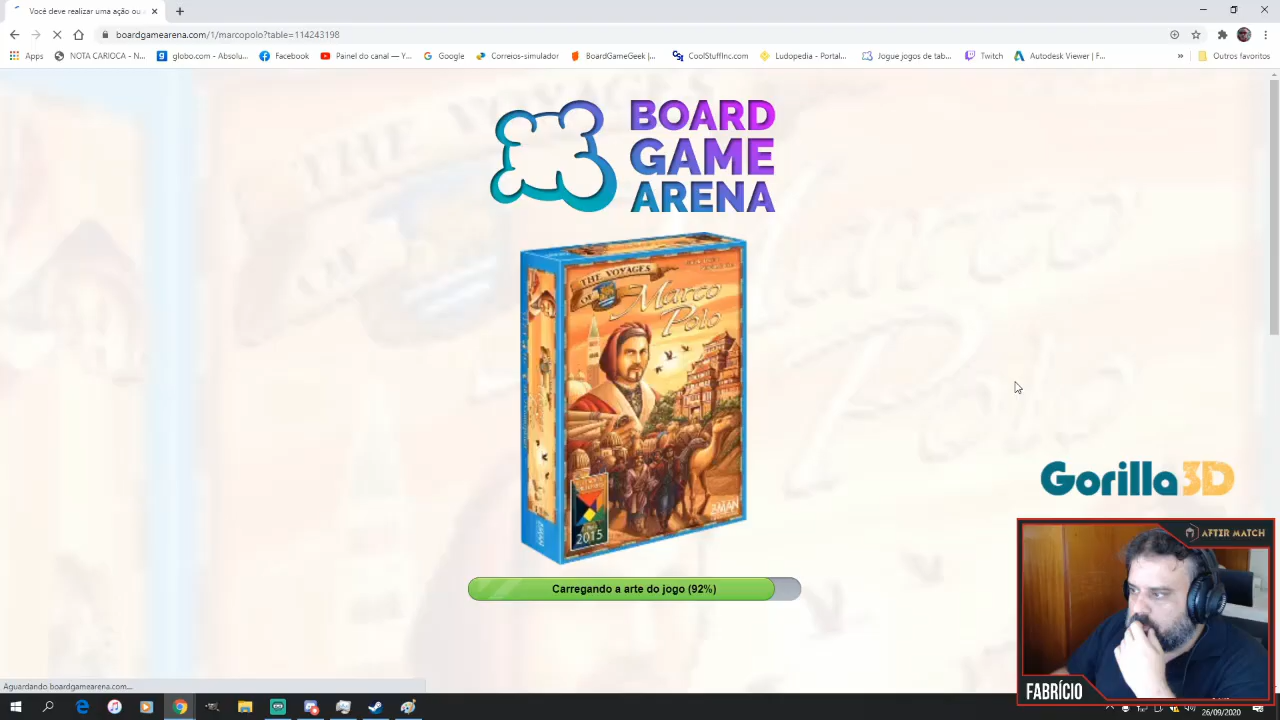 Você deve realizar uma ação ou
boardgamearena.com/1/marcopolo?table=114243198
Apps
NOTA CARIOCA - N...
globo.com - Absolu...
Facebook
Painel do canal — Y...
Google
Correios-simulador
BoardGameGeek |...
CoolStuffInc.com
Ludopedia - Portal...
Jogue jogos de tab...
Twitch
Autodesk Viewer | F...
»
Outros favoritos
BOARD
GAME
ARENA
THE VOYAGES
OF
Marco
Polo
2015
Z-MAN
Carregando a arte do jogo (92%)
Gorilla3D
AFTER MATCH
FABRÍCIO
Aguardando boardgamearena.com...
26/09/2020